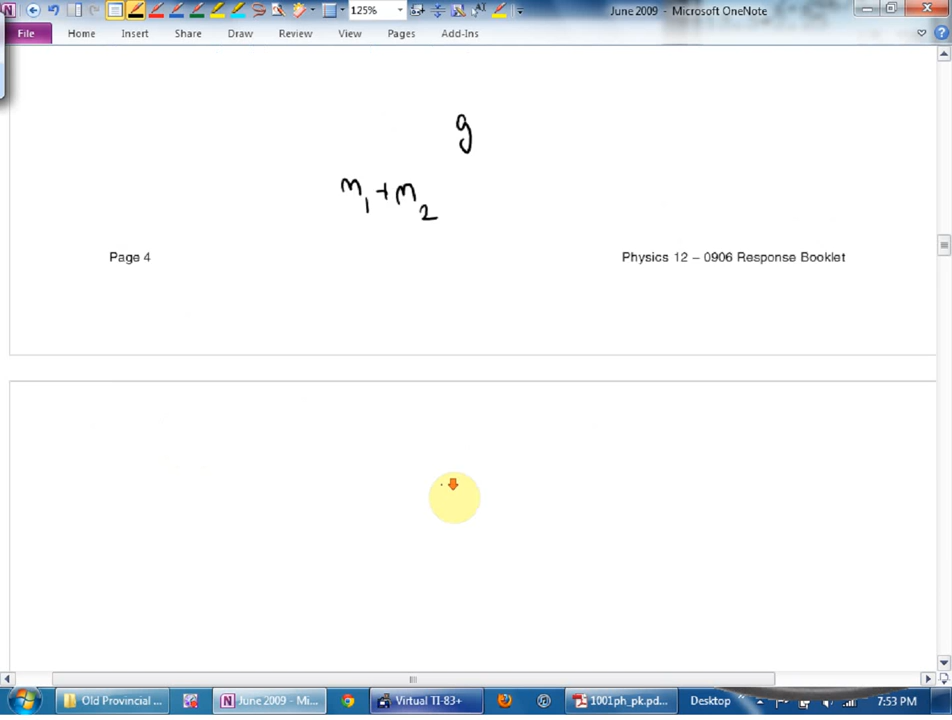 125%
June 2009 - Microsoft OneNote
File
Home
Insert
Share
Draw
Review
View
Pages
Add-Ins
g
m₁+m₂
Page 4
Physics 12 – 0906 Response Booklet
Old Provincial ...
June 2009 - Mi...
Virtual TI-83+
1001ph_pk.pd...
Desktop
7:53 PM